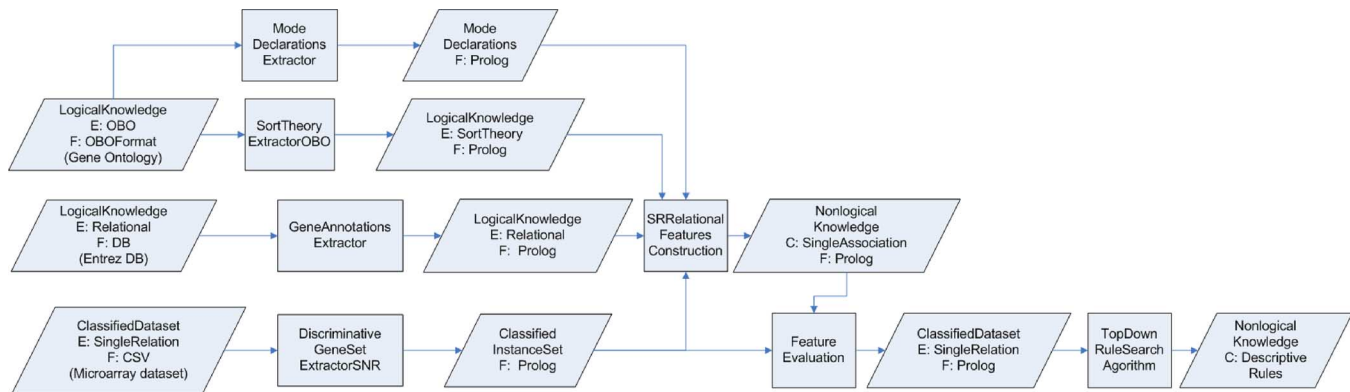 Mode
Declarations
Extractor
Mode
Declarations
F: Prolog
LogicalKnowledge
E: OBO
F: OBOFormat
(Gene Ontology)
SortTheory
ExtractorOBO
LogicalKnowledge
E: SortTheory
F: Prolog
LogicalKnowledge
E: Relational
F: DB
(Entrez DB)
GeneAnnotations
Extractor
LogicalKnowledge
E: Relational
F: Prolog
SRRelational
Features
Construction
Nonlogical
Knowledge
C: SingleAssociation
F: Prolog
ClassifiedDataset
E: SingleRelation
F: CSV
(Microarray dataset)
Discriminative
GeneSet
ExtractorSNR
Classified
InstanceSet
F: Prolog
Feature
Evaluation
ClassifiedDataset
E: SingleRelation
F: Prolog
TopDown
RuleSearch
Agorithm
Nonlogical
Knowledge
C: Descriptive
Rules